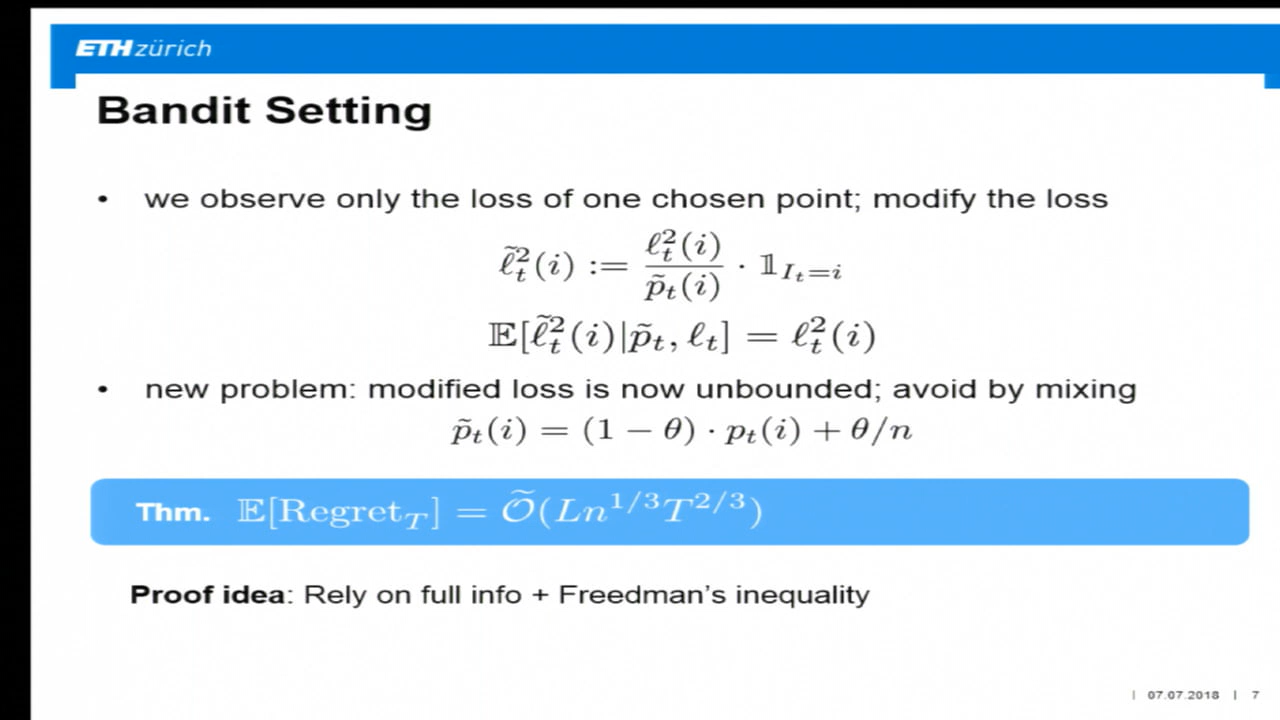 ETH zürich
Bandit Setting
• we observe only the loss of one chosen point; modify the loss
ℓ̃²ₜ(i) := ℓ²ₜ(i) / p̃ₜ(i) · 𝟙_{Iₜ=i}
𝔼[ℓ̃²ₜ(i)|p̃ₜ, ℓₜ] = ℓ²ₜ(i)
• new problem: modified loss is now unbounded; avoid by mixing
p̃ₜ(i) = (1 − θ) · pₜ(i) + θ/n
Thm. 𝔼[Regret_T] = Õ(Ln^{1/3}T^{2/3})
Proof idea: Rely on full info + Freedman's inequality
| 07.07.2018 | 7